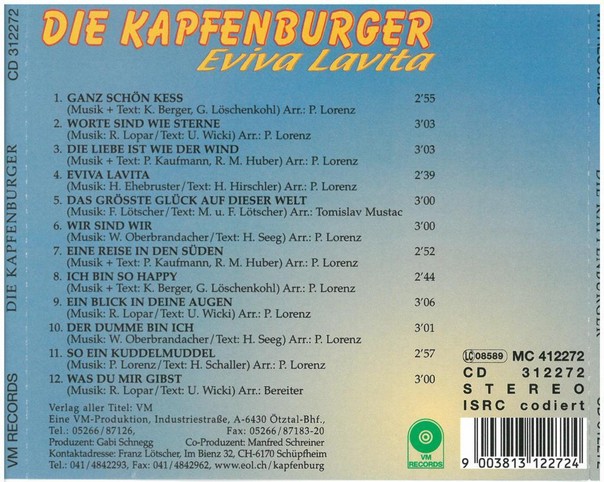 DIE KAPFENBURGER
Eviva Lavita
CD 312272
DIE KAPFENBURGER
VM RECORDS
1. GANZ SCHÖN KESS 2'55
(Musik + Text: K. Berger, G. Löschenkohl) Arr.: P. Lorenz
2. WORTE SIND WIE STERNE 3'03
(Musik: R. Lopar/Text: U. Wicki) Arr.: P. Lorenz
3. DIE LIEBE IST WIE DER WIND 3'03
(Musik + Text: P. Kaufmann, R. M. Huber) Arr.: P. Lorenz
4. EVIVA LAVITA 2'39
(Musik: H. Ehebruster/Text: H. Hirschler) Arr.: P. Lorenz
5. DAS GRÖSSTE GLÜCK AUF DIESER WELT 3'00
(Musik: F. Lötscher/Text: M. u. F. Lötscher) Arr.: Tomislav Mustac
6. WIR SIND WIR 3'00
(Musik: W. Oberbrandacher/Text: H. Seeg) Arr.: P. Lorenz
7. EINE REISE IN DEN SÜDEN 2'52
(Musik + Text: P. Kaufmann, R. M. Huber) Arr.: P. Lorenz
8. ICH BIN SO HAPPY 2'44
(Musik + Text: K. Berger, G. Löschenkohl) Arr.: P. Lorenz
9. EIN BLICK IN DEINE AUGEN 3'06
(Musik: R. Lopar/Text: U. Wicki) Arr.: P. Lorenz
10. DER DUMME BIN ICH 3'01
(Musik: W. Oberbrandacher/Text: H. Seeg) Arr.: P. Lorenz
11. SO EIN KUDDELMUDDEL 2'57
(Musik: P. Lorenz/Text: H. Schaller) Arr.: P. Lorenz
12. WAS DU MIR GIBST 3'00
(Musik: R. Lopar/Text: U. Wicki) Arr.: Bereiter
Verlag aller Titel: VM
Eine VM-Produktion, Industriestraße, A-6430 Ötztal-Bhf.,
Tel.: 05266/87126, Fax: 05266/87183-20
Produzent: Gabi Schnegg Co-Produzent: Manfred Schreiner
Kontaktadresse: Franz Lötscher, Im Bienz 32, CH-6170 Schüpfheim
Tel.: 041/4842293, Fax: 041/4842962, www.eol.ch/kapfenburg
VM
RECORDS
LC 08589 MC 412272
CD 312272
STEREO
ISRC codiert
9 003813 122724
DIE KAPFENBURGER